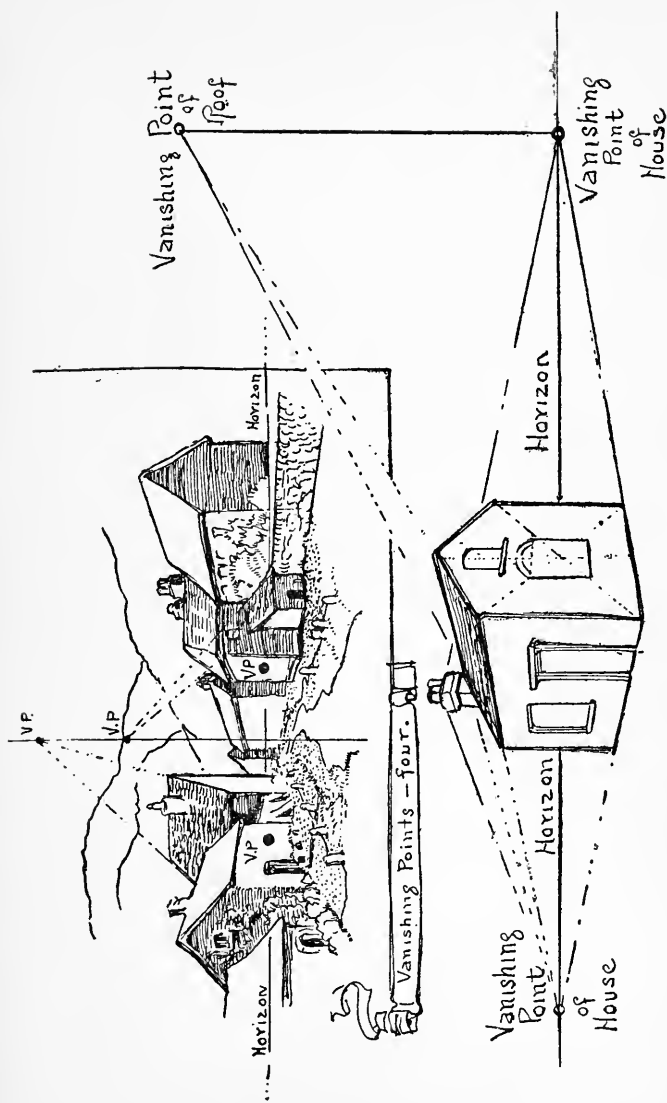 V.P.
V.P
Vanishing
Point
of
Roof
Horizon
V.P
V.P
Horizon
Vanishing Points – four.
Vanishing
Point
of
House
Horizon
Horizon
Vanishing
Point
of
House